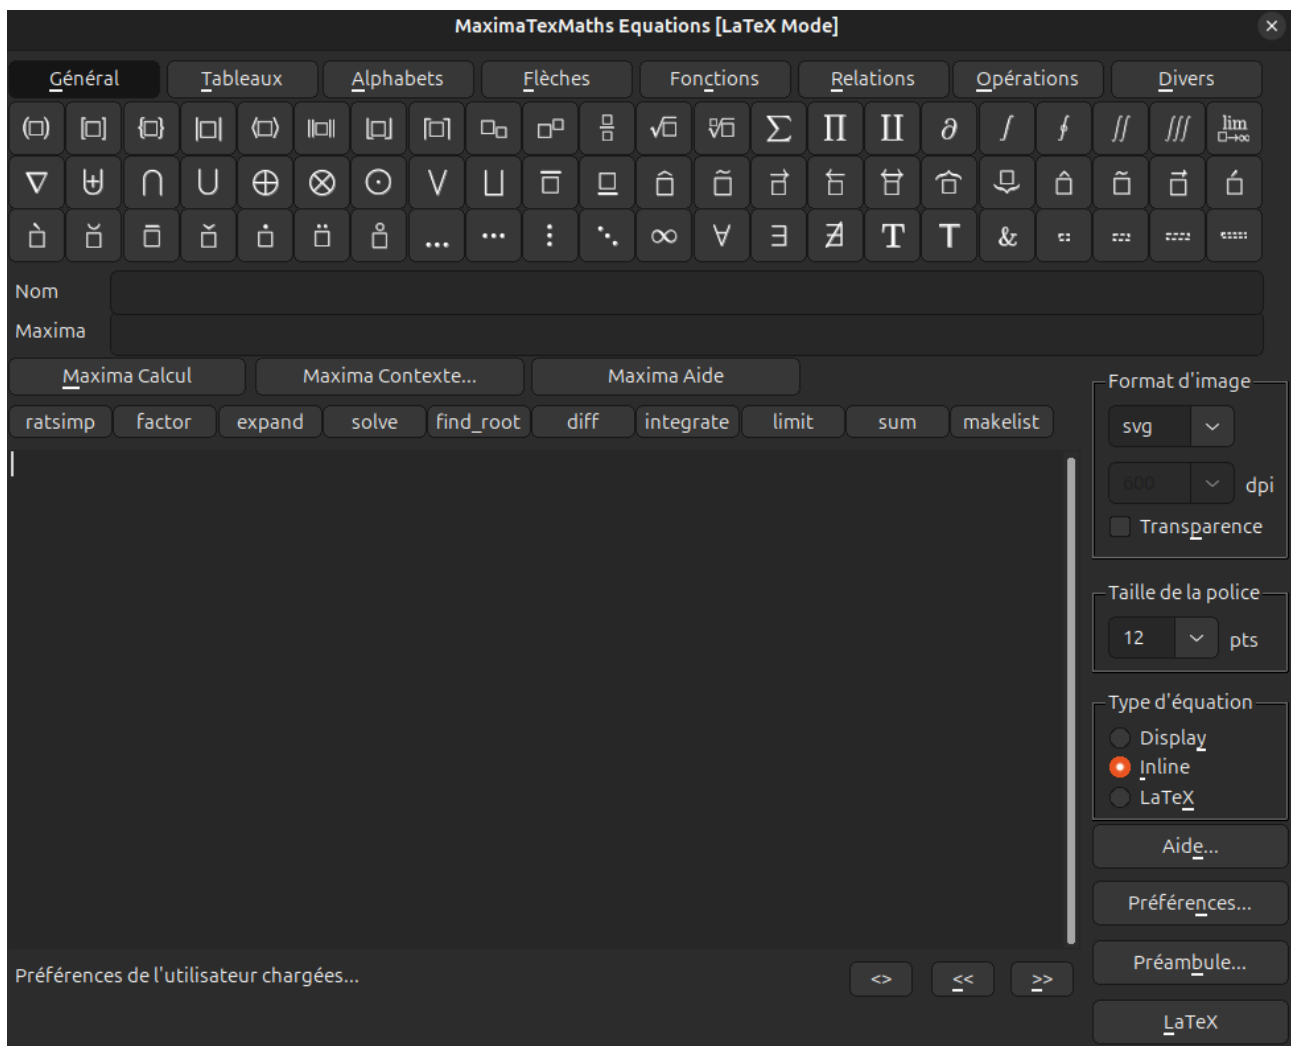 MaximaTexMaths Equations [LaTeX Mode]
Général Tableaux Alphabets Flèches Fonctions Relations Opérations Divers
(□) [□] {□} |□| ⟨□⟩ ‖□‖ ⌊□⌋ ⌈□⌉ □□ □□ □/□ √□ □√□ ∑ ∏ ∐ ∂ ∫ ∮ ∬ ∭ lim □→∞
∇ ⊎ ∩ ∪ ⊕ ⊗ ⊙ ∨ ⊔
… ⋯ ⋮ ⋱ ∞ ∀ ∃ ∄ T T &
Nom
Maxima
Maxima Calcul Maxima Contexte... Maxima Aide
ratsimp factor expand solve find_root diff integrate limit sum makelist
Format d'image
svg
600 dpi
Transparence
Taille de la police
12 pts
Type d'équation
Display
Inline
LaTeX
Aide...
Préférences...
Préambule...
LaTeX
Préférences de l'utilisateur chargées...
<> << >>